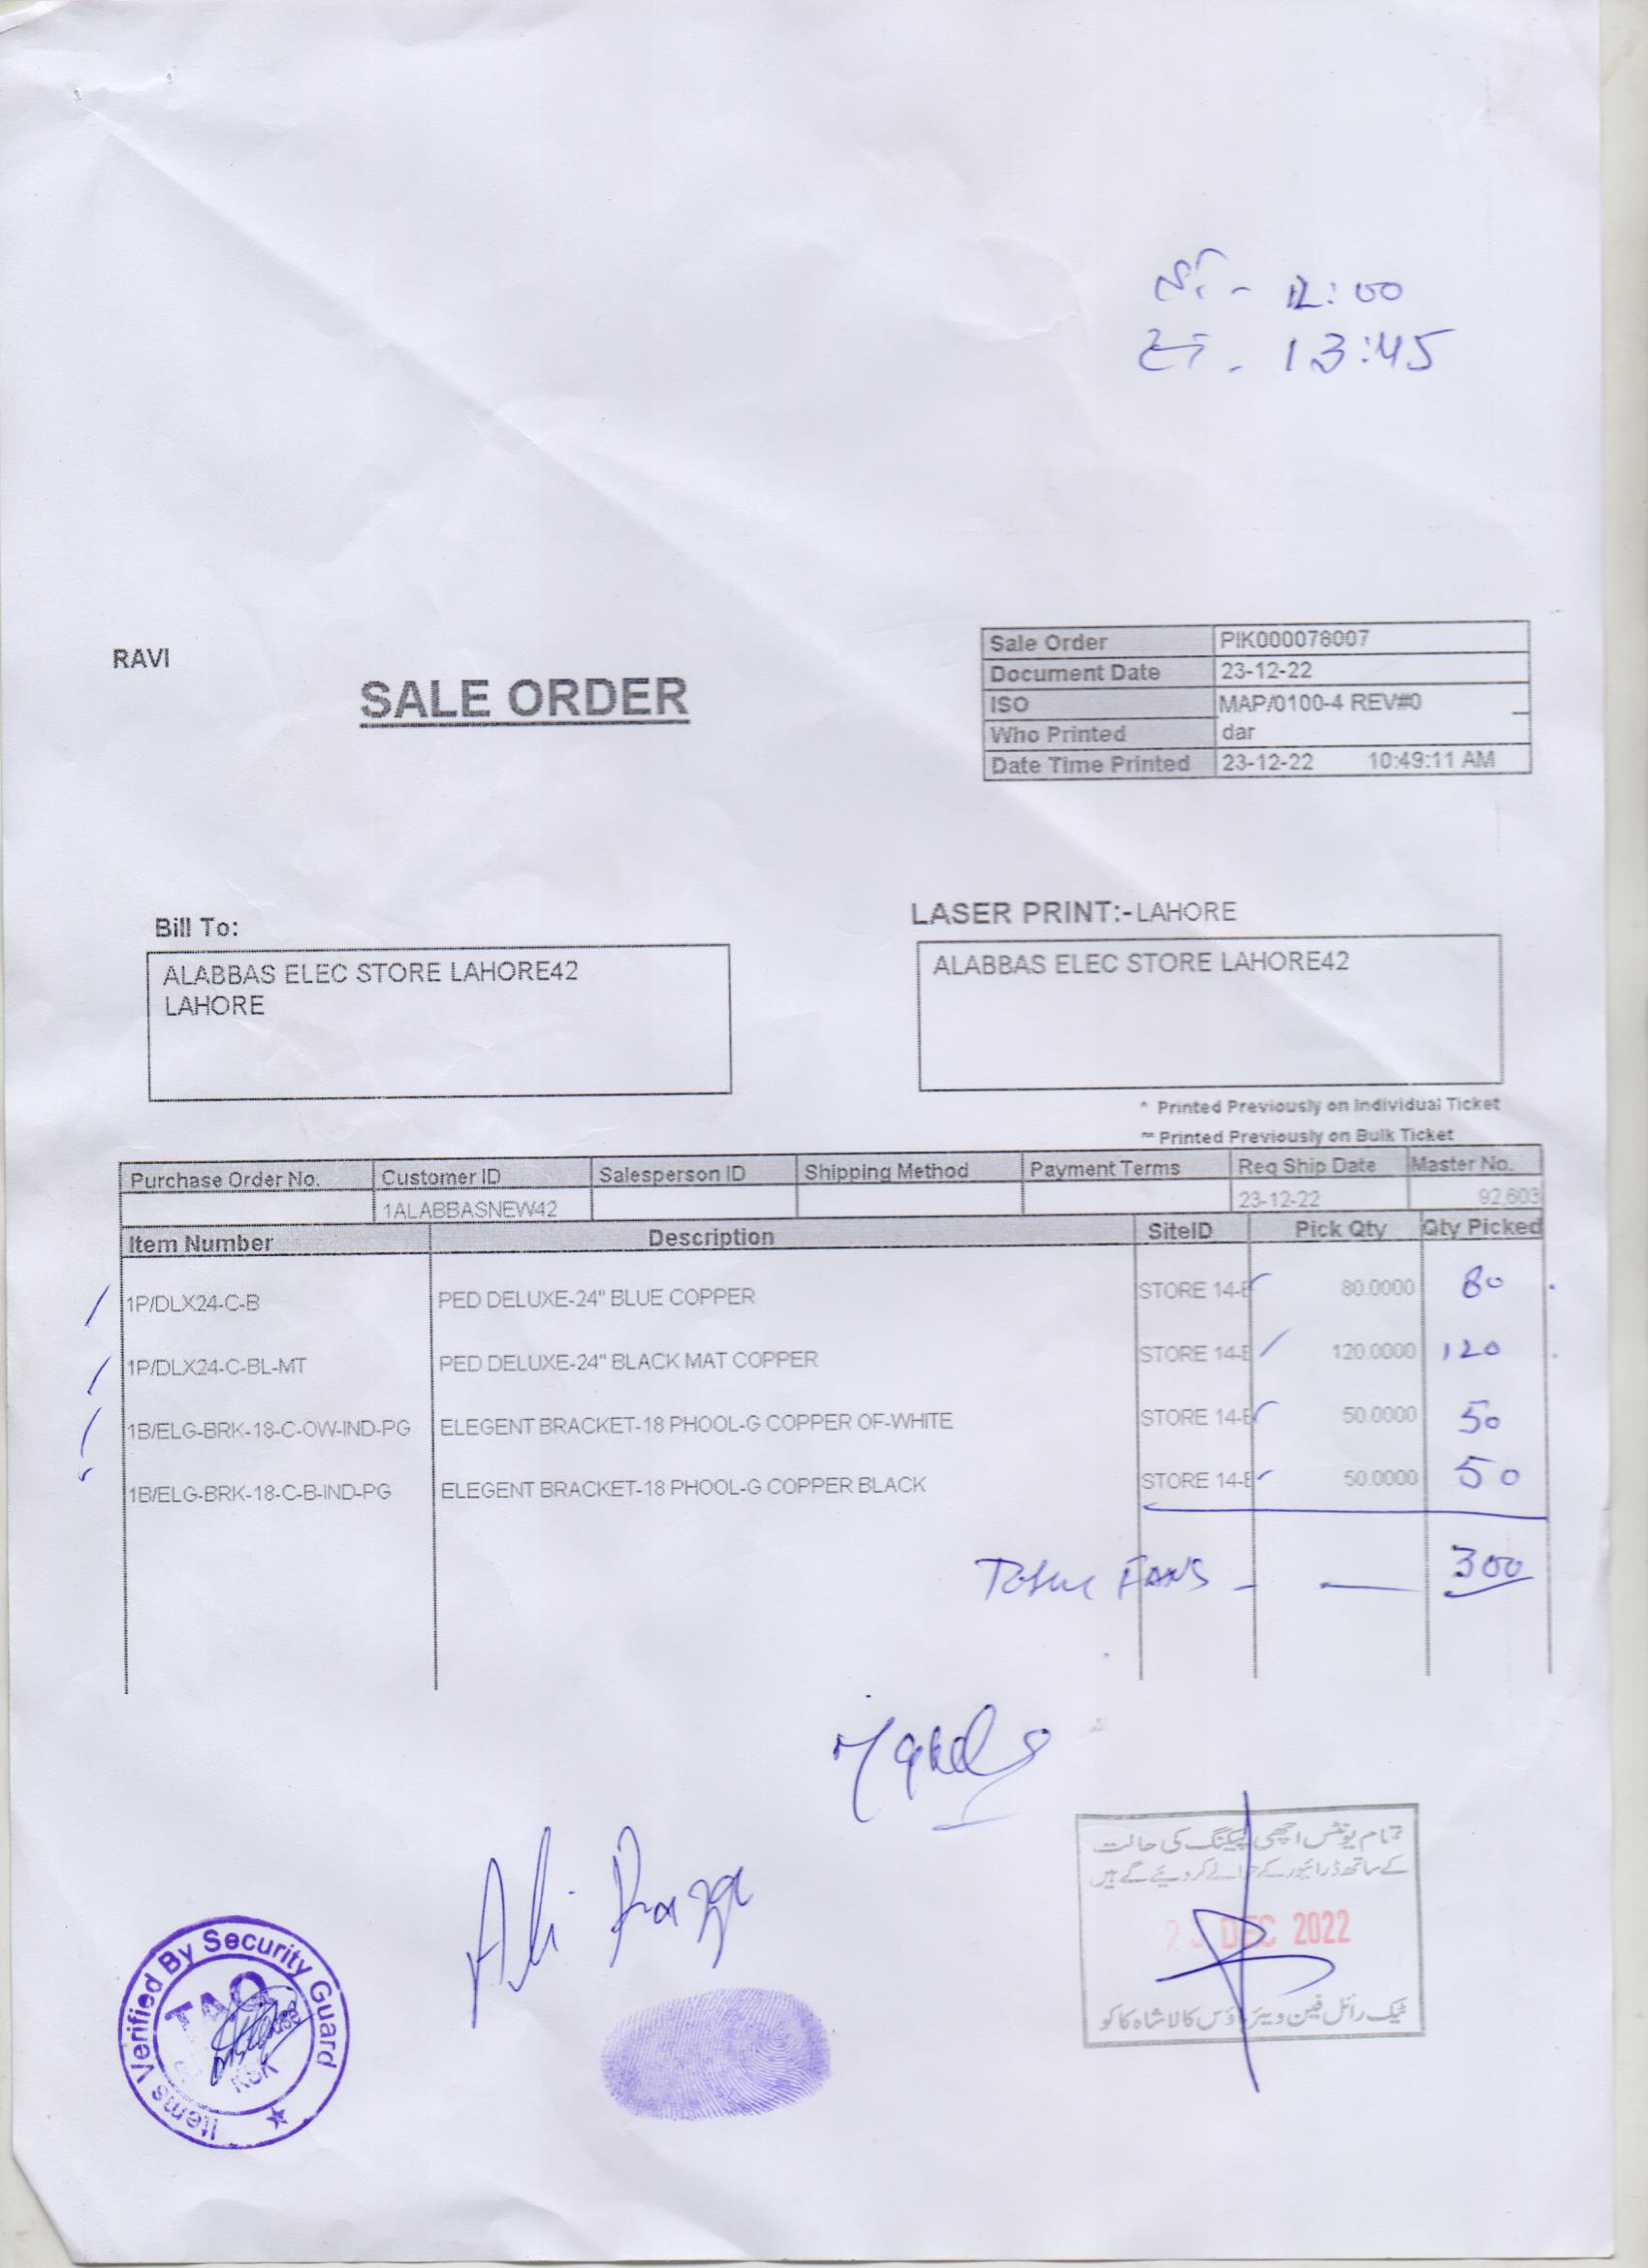 12:00
13:45
RAVI
SALE ORDER
Sale Order PIK000078007
Document Date 23-12-22
ISO MAP/0100-4 REV#0
Who Printed dar
Date Time Printed 23-12-22 10:49:11 AM
Bill To:
ALABBAS ELEC STORE LAHORE42
LAHORE
LASER PRINT:-LAHORE
ALABBAS ELEC STORE LAHORE42
^ Printed Previously on Individual Ticket
~ Printed Previously on Bulk Ticket
Purchase Order No. Customer ID Salesperson ID Shipping Method Payment Terms Req Ship Date Master No.
1ALABBASNEW42 23-12-22 92,603
Item Number Description SiteID Pick Qty Qty Picked
1P/DLX24-C-B PED DELUXE-24" BLUE COPPER STORE 14-E 80.0000 80
1P/DLX24-C-BL-MT PED DELUXE-24" BLACK MAT COPPER STORE 14-E 120.0000 120
1B/ELG-BRK-18-C-OW-IND-PG ELEGENT BRACKET-18 PHOOL-G COPPER OF-WHITE STORE 14-E 50.0000 50
1B/ELG-BRK-18-C-B-IND-PG ELEGENT BRACKET-18 PHOOL-G COPPER BLACK STORE 14-E 50.0000 50
Total FANS - — 300
Ali Razza
تمام یونٹس اچھی پیکنگ کی حالت
کے ساتھ ڈرائیور کے حوالے کر دیئے گئے ہیں
DEC 2022
رائل فین ویئر ہاؤس کالا شاہ کاکو
Items Verified By Security Guard
KSK